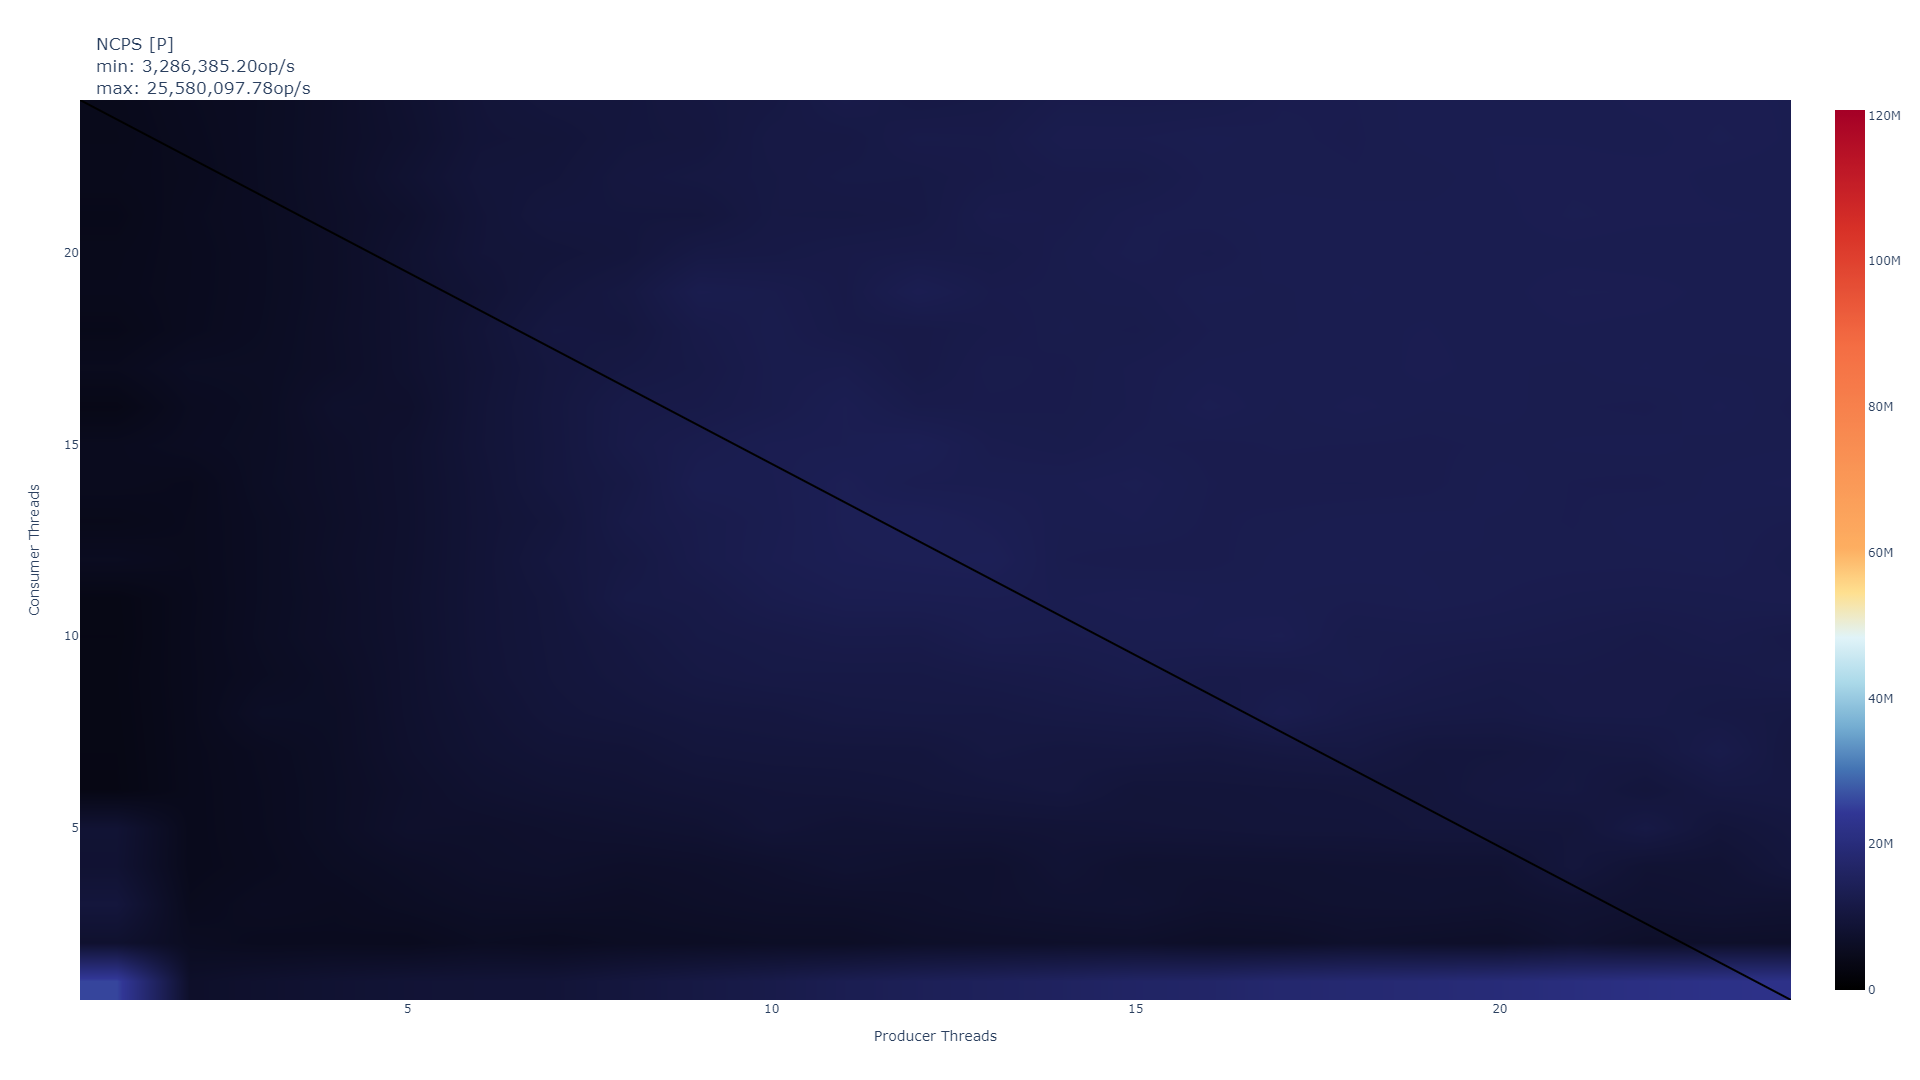 NCPS [P]
min: 3,286,385.20op/s
max: 25,580,097.78op/s
120M
100M
80M
60M
40M
20M
0
20
15
10
5
Consumer Threads
5
10
15
20
Producer Threads